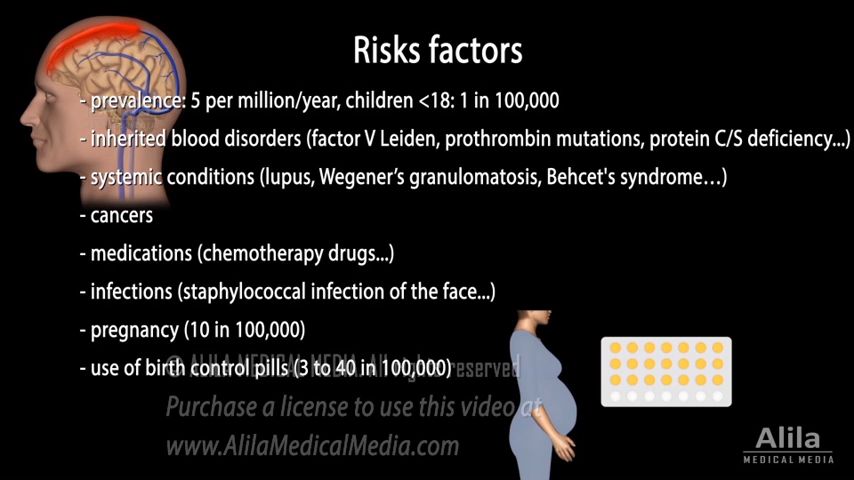 Risks factors
- prevalence: 5 per million/year, children <18: 1 in 100,000
- inherited blood disorders (factor V Leiden, prothrombin mutations, protein C/S deficiency...)
- systemic conditions (lupus, Wegener’s granulomatosis, Behcet's syndrome…)
- cancers
- medications (chemotherapy drugs...)
- infections (staphylococcal infection of the face...)
- pregnancy (10 in 100,000)
- use of birth control pills (3 to 40 in 100,000)
© ALILA MEDICAL MEDIA. All rights reserved
Purchase a license to use this video at
www.AlilaMedicalMedia.com
Alila
MEDICAL MEDIA